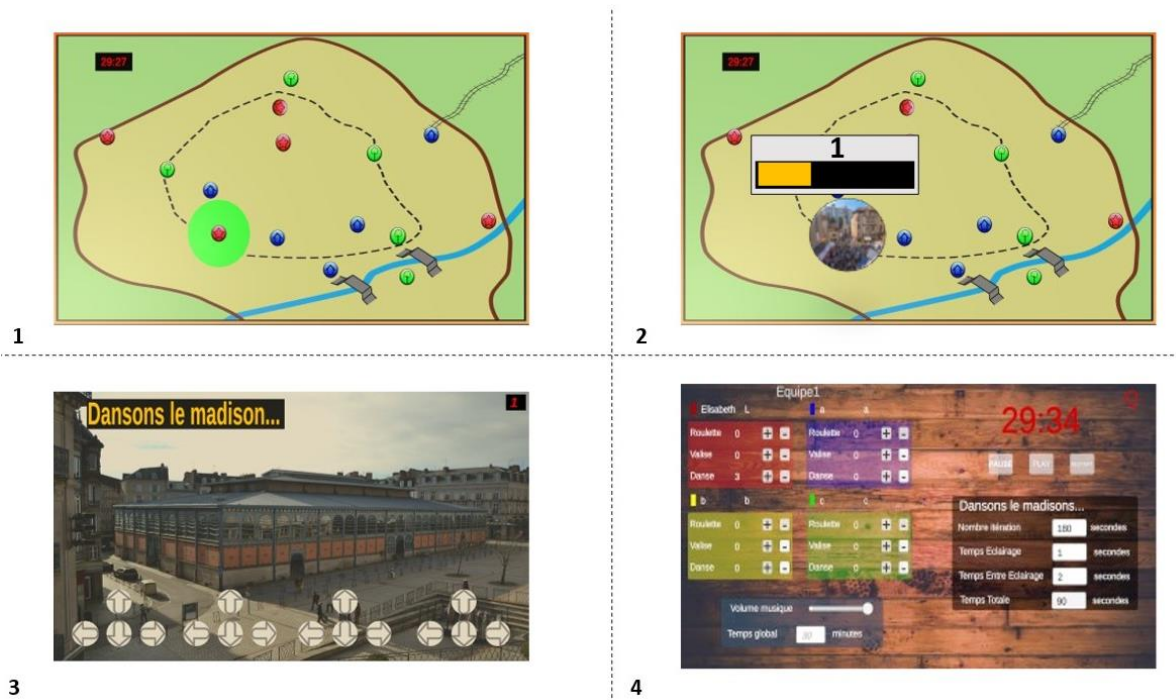 29:27
1
29:27
1
2
Dansons le madison...
1
3
Equipe1
Elisabeth L
a a
Roulette 0 + -
Roulette 0 + -
Valise 0 + -
Valise 0 + -
Danse 3 + -
Danse 0 + -
b b
c c
Roulette 0 + -
Roulette 0 + -
Valise 0 + -
Valise 0 + -
Danse 0 + -
Danse 0 + -
Volume musique
Temps global 30 minutes
29:34
PAUSE PLAY
Dansons le madisons...
Nombre itération 180 secondes
Temps Eclairage 1 secondes
Temps Entre Eclairage 2 secondes
Temps Totale 90 secondes
4